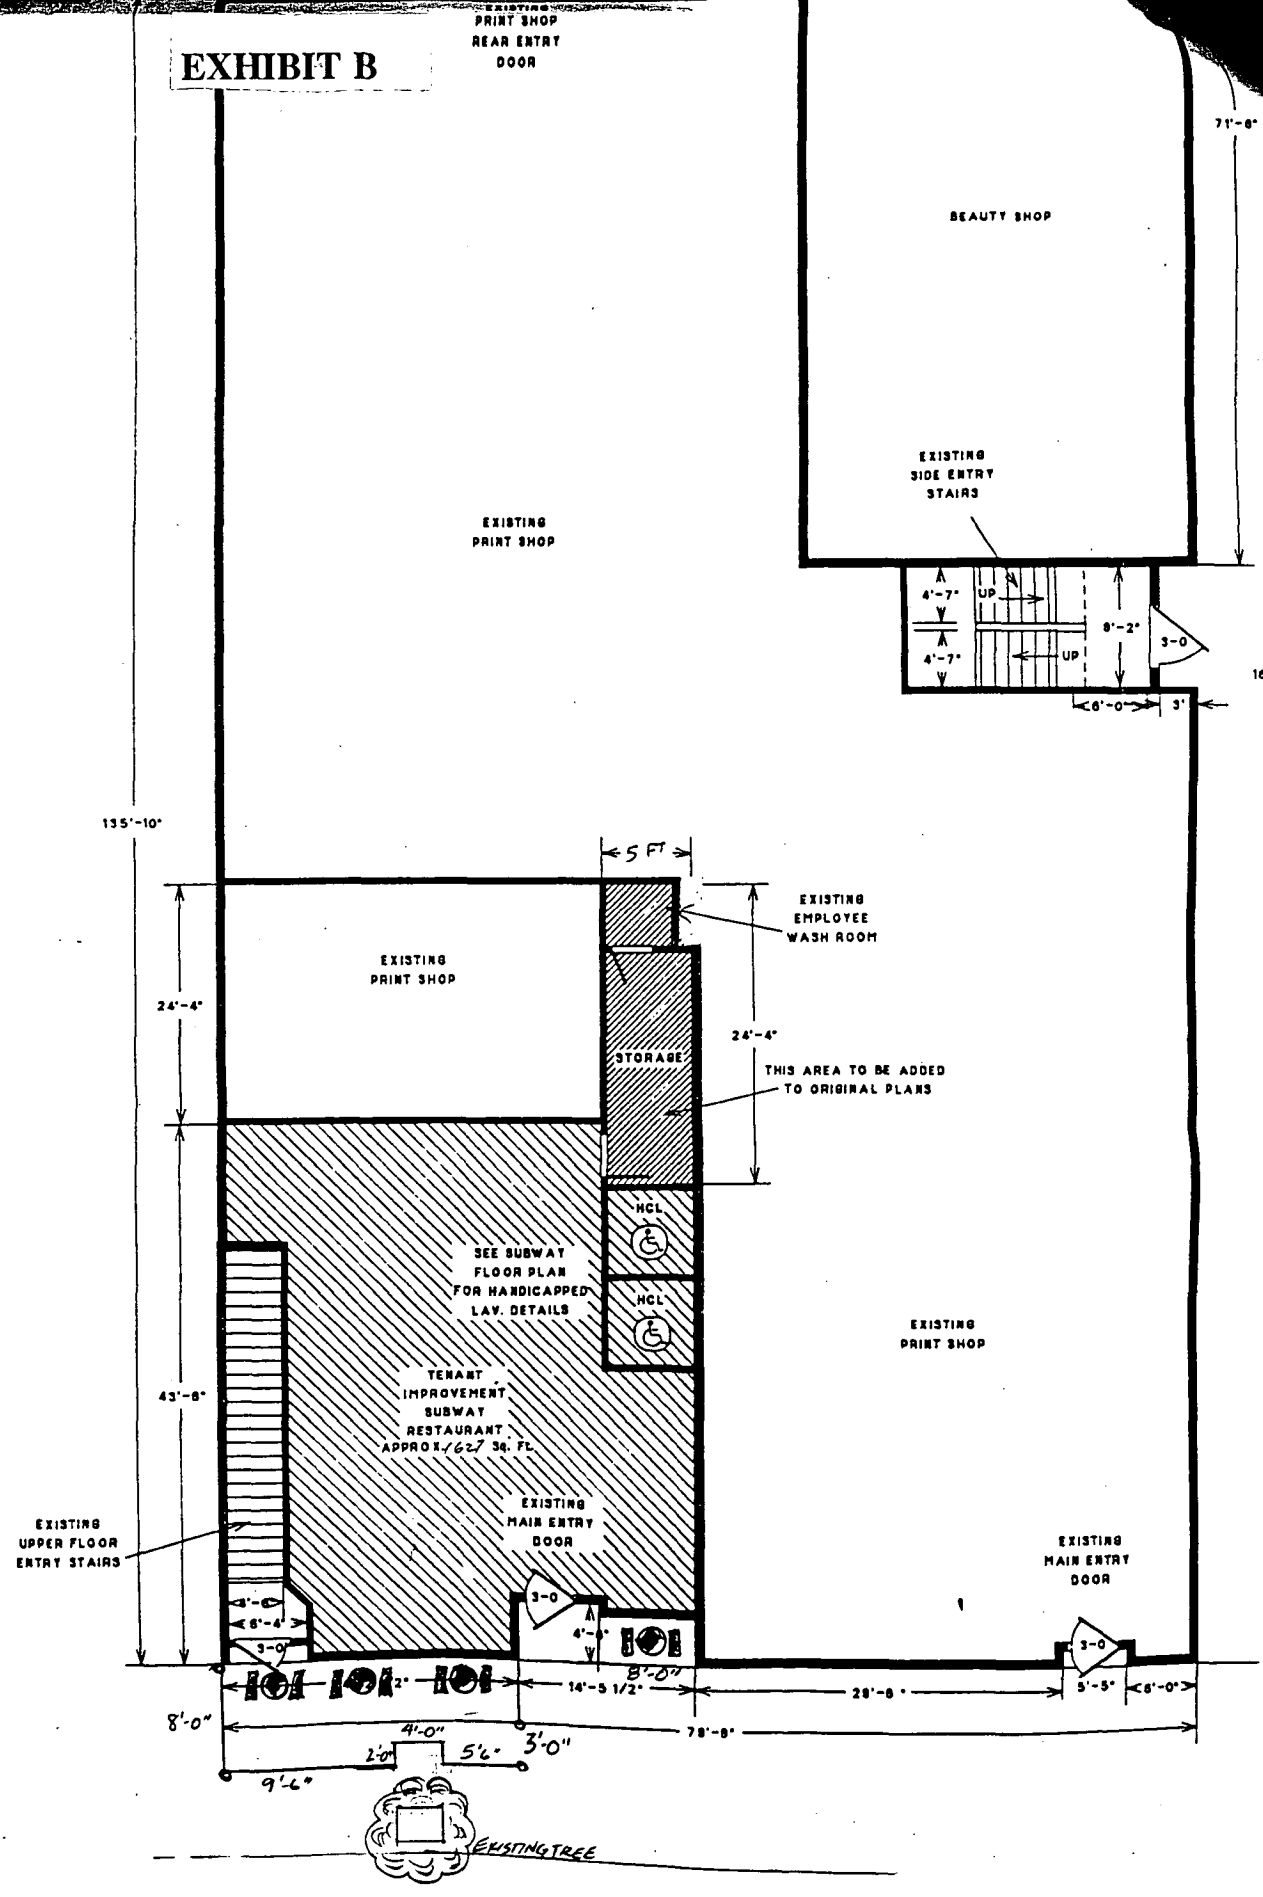 EXISTING
PRINT SHOP
REAR ENTRY
DOOR
EXHIBIT B
71'-6"
BEAUTY SHOP
EXISTING
SIDE ENTRY
STAIRS
EXISTING
PRINT SHOP
4'-7"
UP
8'-2"
3-0
4'-7"
UP
6'-0"
3'
135'-10"
5 FT
EXISTING
EMPLOYEE
WASH ROOM
EXISTING
PRINT SHOP
24'-4"
24'-4"
STORAGE
THIS AREA TO BE ADDED
TO ORIGINAL PLANS
HCL
SEE SUBWAY
FLOOR PLAN
FOR HANDICAPPED
LAV. DETAILS
HCL
EXISTING
PRINT SHOP
TENANT
IMPROVEMENT
SUBWAY
RESTAURANT
APPROX. 1627 SQ. FT.
43'-6"
EXISTING
MAIN ENTRY
DOOR
EXISTING
UPPER FLOOR
ENTRY STAIRS
EXISTING
MAIN ENTRY
DOOR
3-0
6'-4"
3-0
3-0
8'-0"
14'-5 1/2"
28'-6"
5'-5"
6'-0"
8'-0"
78'-8"
4'-0"
2'-0"
5'6"
3'-0"
9'-6"
EXISTING TREE